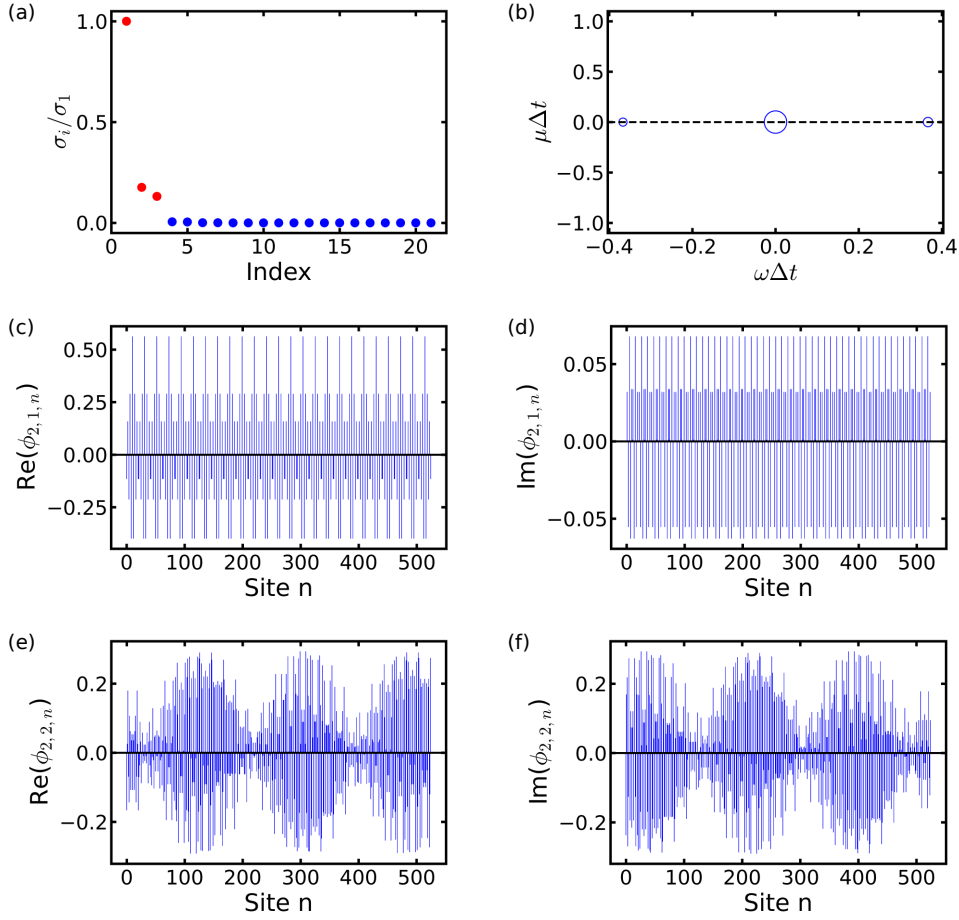 (a)
1.0
0.5
0.0
σᵢ/σ₁
0 5 10 15 20
Index
(b)
1.0
0.5
0.0
−0.5
−1.0
μΔt
−0.4 −0.2 0.0 0.2 0.4
ωΔt
(c)
0.50
0.25
0.00
−0.25
Re(ϕ₂,₁,ₙ)
0 100 200 300 400 500
Site n
(d)
0.05
0.00
−0.05
Im(ϕ₂,₁,ₙ)
0 100 200 300 400 500
Site n
(e)
0.2
0.0
−0.2
Re(ϕ₂,₂,ₙ)
0 100 200 300 400 500
Site n
(f)
0.2
0.0
−0.2
Im(ϕ₂,₂,ₙ)
0 100 200 300 400 500
Site n